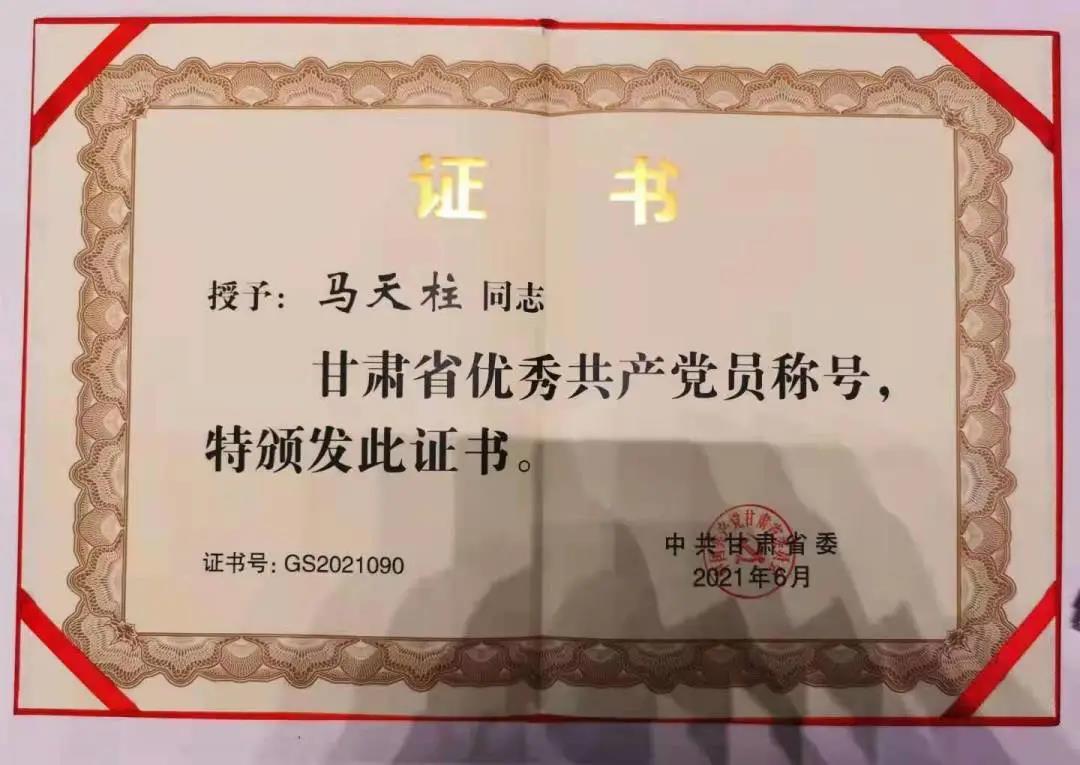 证 书
授予：马天柱 同志
甘肃省优秀共产党员称号，
特颁发此证书。
证书号：GS2021090
中共甘肃省委
2021年6月